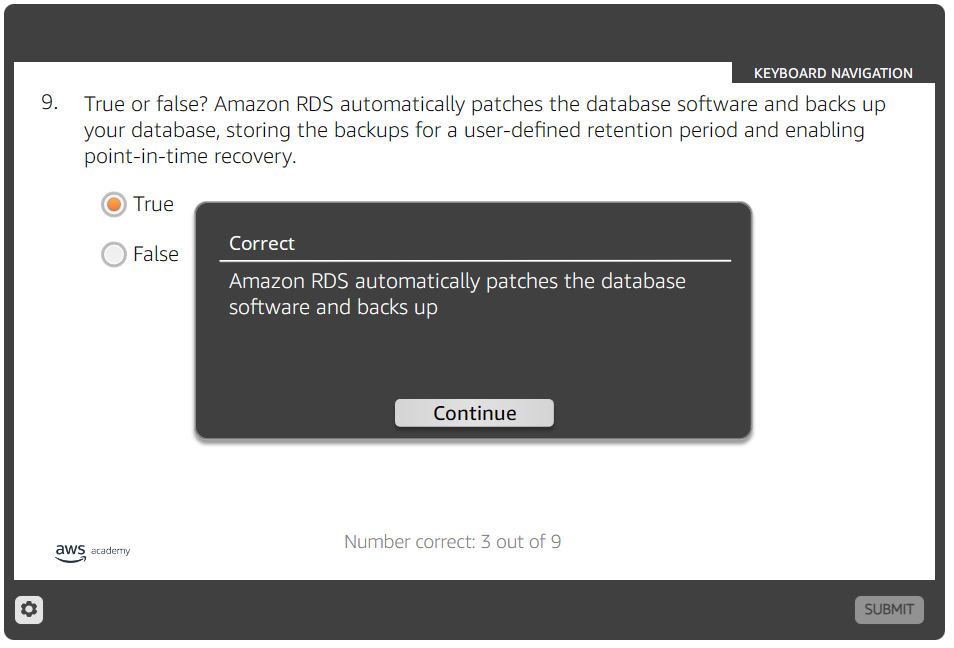 KEYBOARD NAVIGATION
9. True or false? Amazon RDS automatically patches the database software and backs up
your database, storing the backups for a user-defined retention period and enabling
point-in-time recovery.
True
False
Correct
Amazon RDS automatically patches the database
software and backs up
Continue
Number correct: 3 out of 9
aws academy
SUBMIT